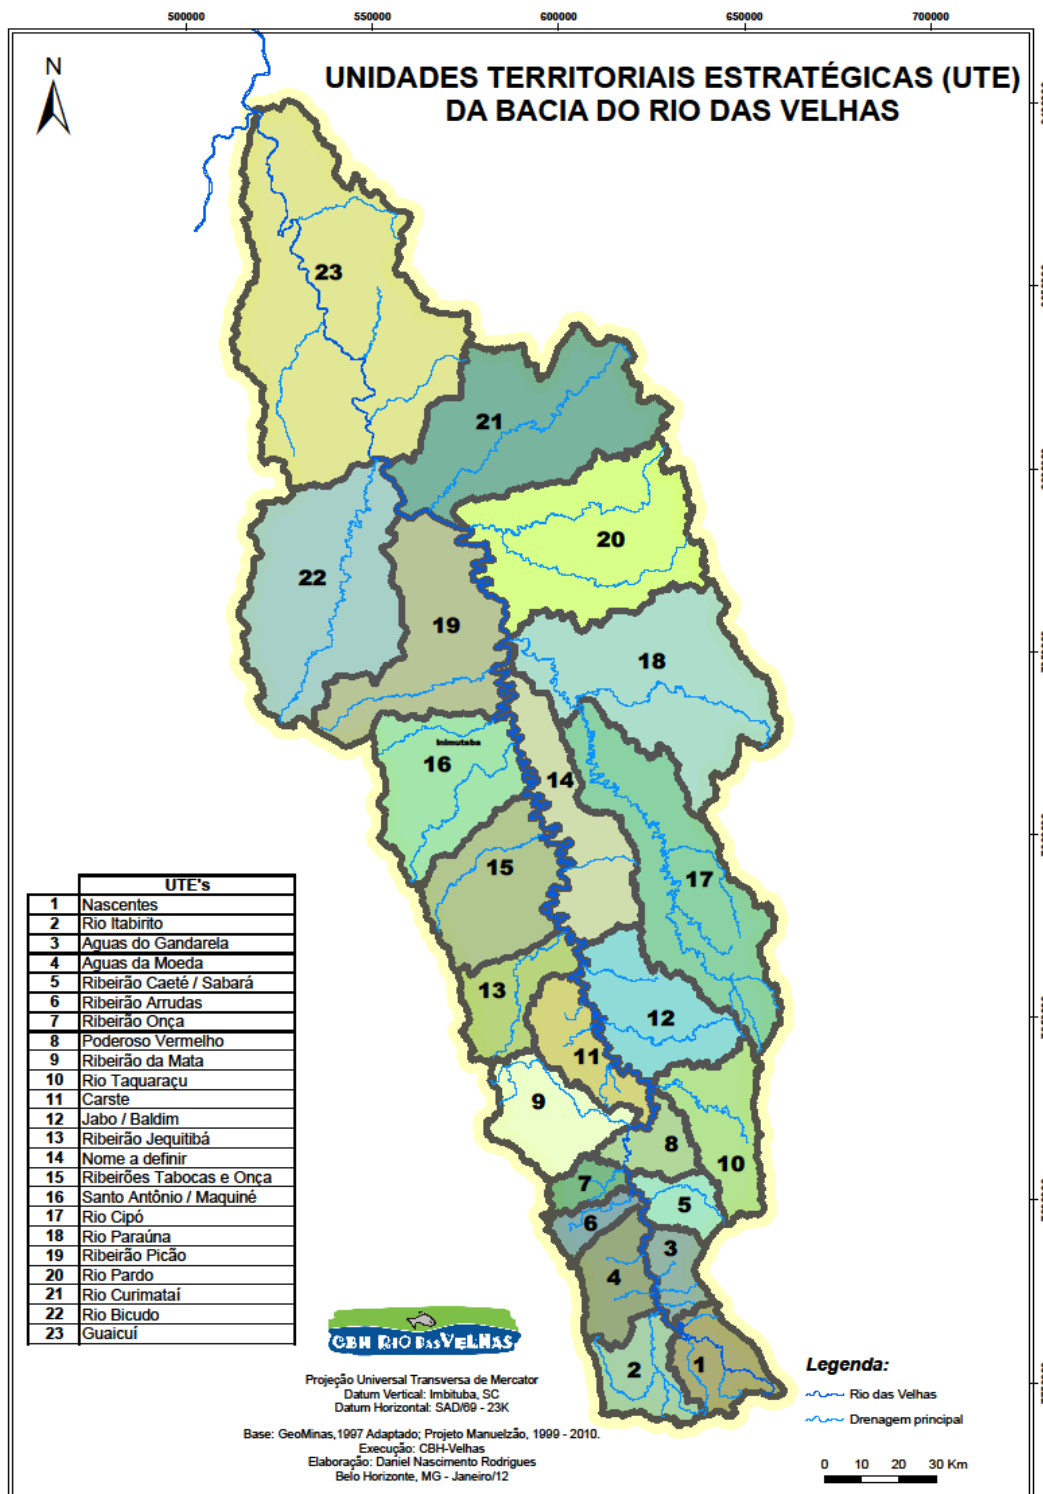 500000 550000 600000 650000 700000
N
UNIDADES TERRITORIAIS ESTRATÉGICAS (UTE)
DA BACIA DO RIO DAS VELHAS
23
21
20
22
19
18
Inimutaba
16
14
15
17
13
12
11
9
8
10
7
5
6
3
4
2
1
UTE's
1 Nascentes
2 Rio Itabirito
3 Aguas do Gandarela
4 Aguas da Moeda
5 Ribeirão Caeté / Sabará
6 Ribeirão Arrudas
7 Ribeirão Onça
8 Poderoso Vermelho
9 Ribeirão da Mata
10 Rio Taquaraçu
11 Carste
12 Jabo / Baldim
13 Ribeirão Jequitibá
14 Nome a definir
15 Ribeirões Tabocas e Onça
16 Santo Antônio / Maquiné
17 Rio Cipó
18 Rio Paraúna
19 Ribeirão Picão
20 Rio Pardo
21 Rio Curimataí
22 Rio Bicudo
23 Guaicuí
CBH RIO DAS VELHAS
Projeção Universal Transversa de Mercator
Datum Vertical: Imbituba, SC
Datum Horizontal: SAD/69 - 23K
Base: GeoMinas,1997 Adaptado; Projeto Manuelzão, 1999 - 2010.
Execução: CBH-Velhas
Elaboração: Daniel Nascimento Rodrigues
Belo Horizonte, MG - Janeiro/12
Legenda:
Rio das Velhas
Drenagem principal
0 10 20 30 Km